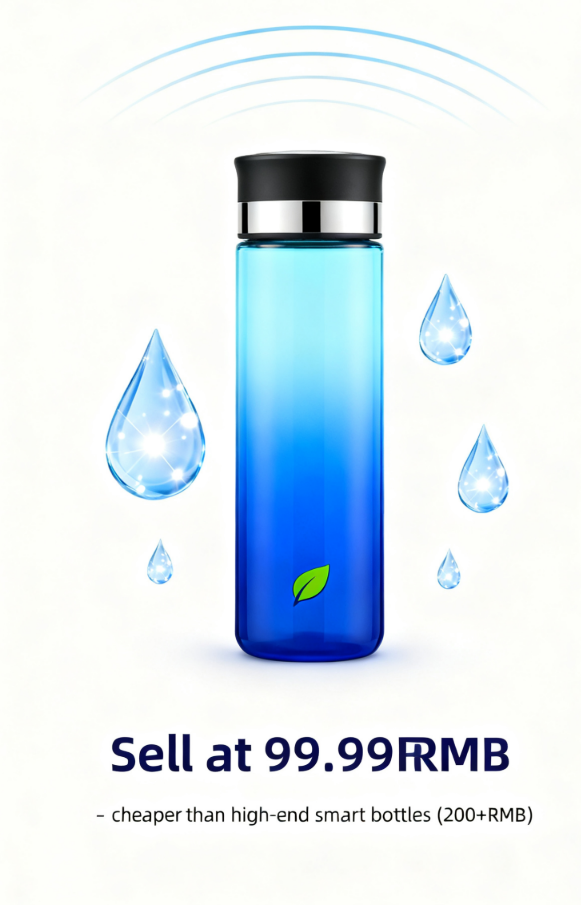 Sell at 99.99RMB
- cheaper than high-end smart bottles (200+RMB)